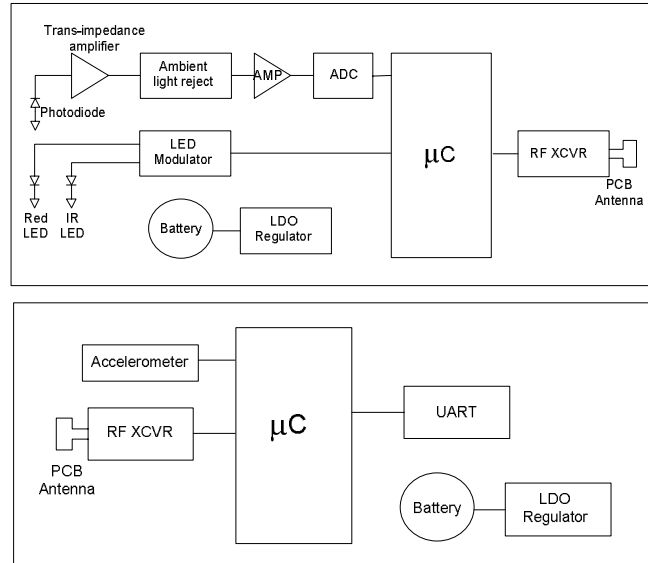 Trans-impedance
amplifier
Ambient
light reject
AMP
ADC
Photodiode
LED
Modulator
μC
RF XCVR
PCB
Antenna
Red
LED
IR
LED
Battery
LDO
Regulator
Accelerometer
RF XCVR
PCB
Antenna
μC
UART
Battery
LDO
Regulator